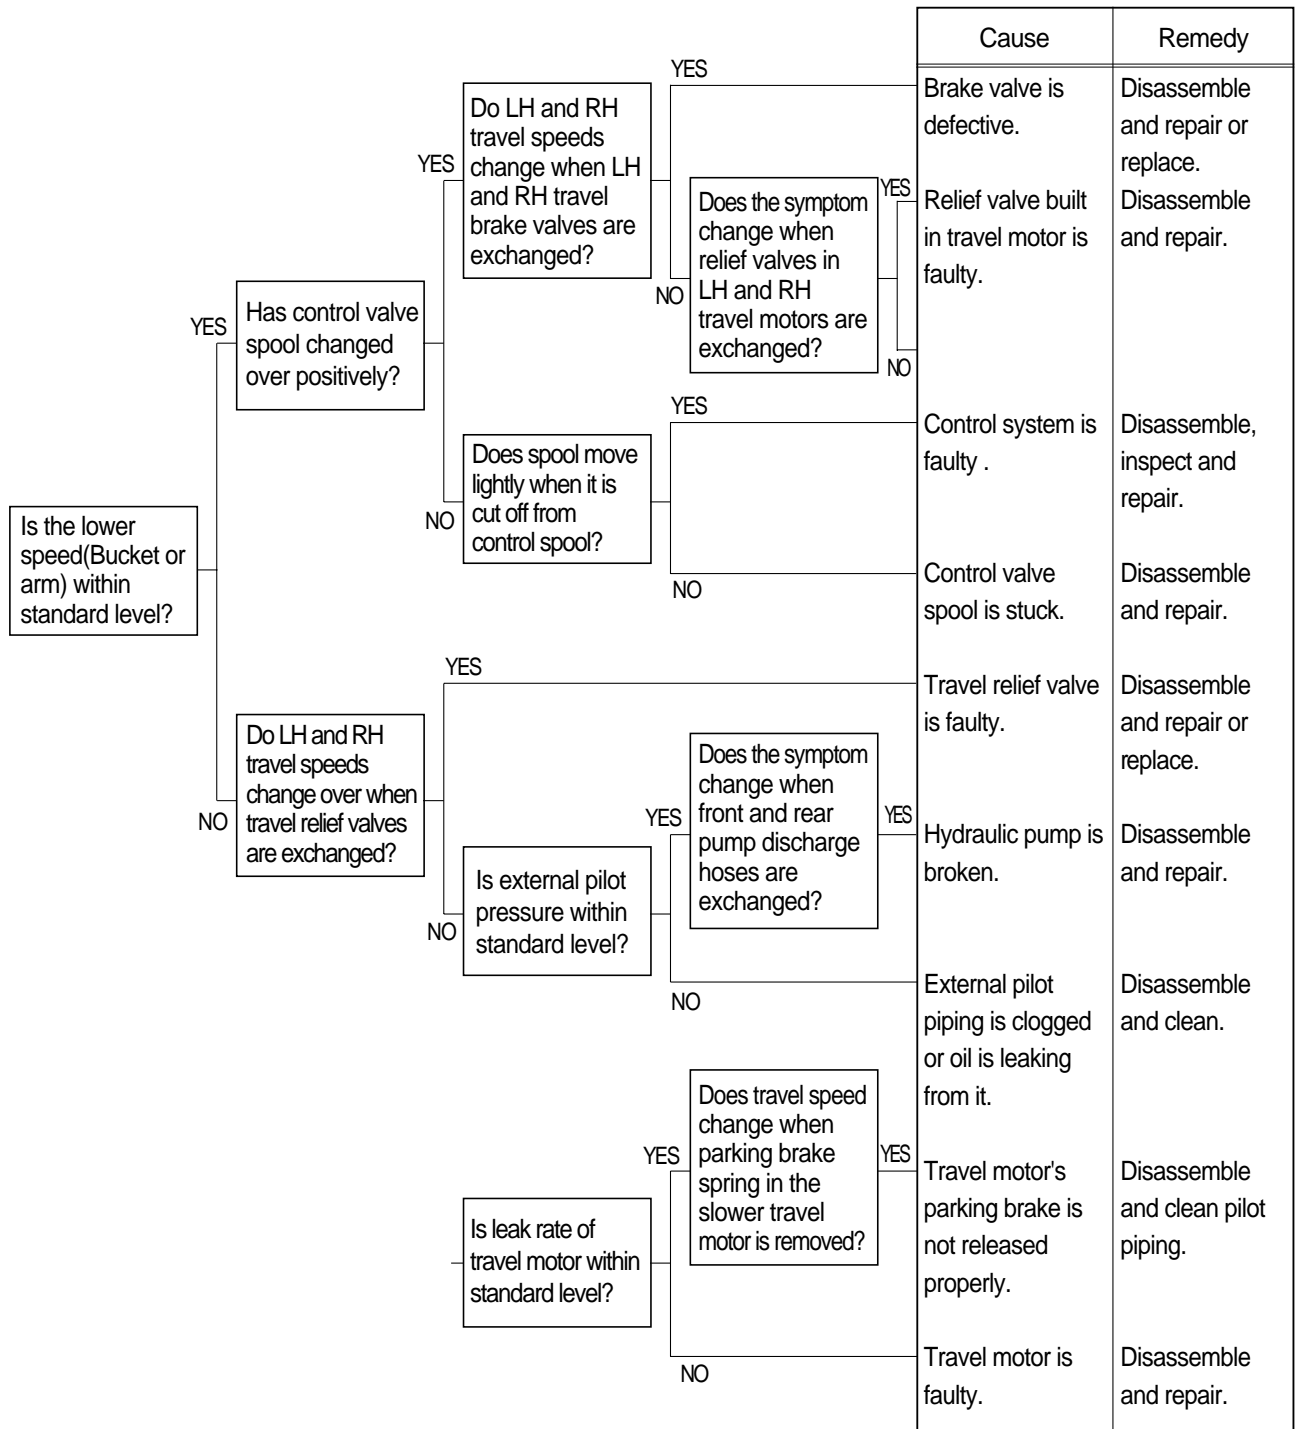 Cause
Remedy
YES
Do LH and RH
travel speeds
change when LH
and RH travel
brake valves are
exchanged?
YES
Brake valve is
defective.
Disassemble
and repair or
replace.
Does the symptom
change when
relief valves in
LH and RH
travel motors are
exchanged?
NO
YES
Relief valve built
in travel motor is
faulty.
Disassemble
and repair.
NO
YES
Has control valve
spool changed
over positively?
YES
Control system is
faulty .
Disassemble,
inspect and
repair.
NO
Does spool move
lightly when it is
cut off from
control spool?
NO
Control valve
spool is stuck.
Disassemble
and repair.
Is the lower
speed(Bucket or
arm) within
standard level?
YES
Travel relief valve
is faulty.
Disassemble
and repair or
replace.
NO
Do LH and RH
travel speeds
change over when
travel relief valves
are exchanged?
YES
Does the symptom
change when
front and rear
pump discharge
hoses are
exchanged?
YES
Hydraulic pump is
broken.
Disassemble
and repair.
NO
Is external pilot
pressure within
standard level?
NO
External pilot
piping is clogged
or oil is leaking
from it.
Disassemble
and clean.
YES
Does travel speed
change when
parking brake
spring in the
slower travel
motor is removed?
YES
Travel motor's
parking brake is
not released
properly.
Disassemble
and clean pilot
piping.
Is leak rate of
travel motor within
standard level?
NO
Travel motor is
faulty.
Disassemble
and repair.